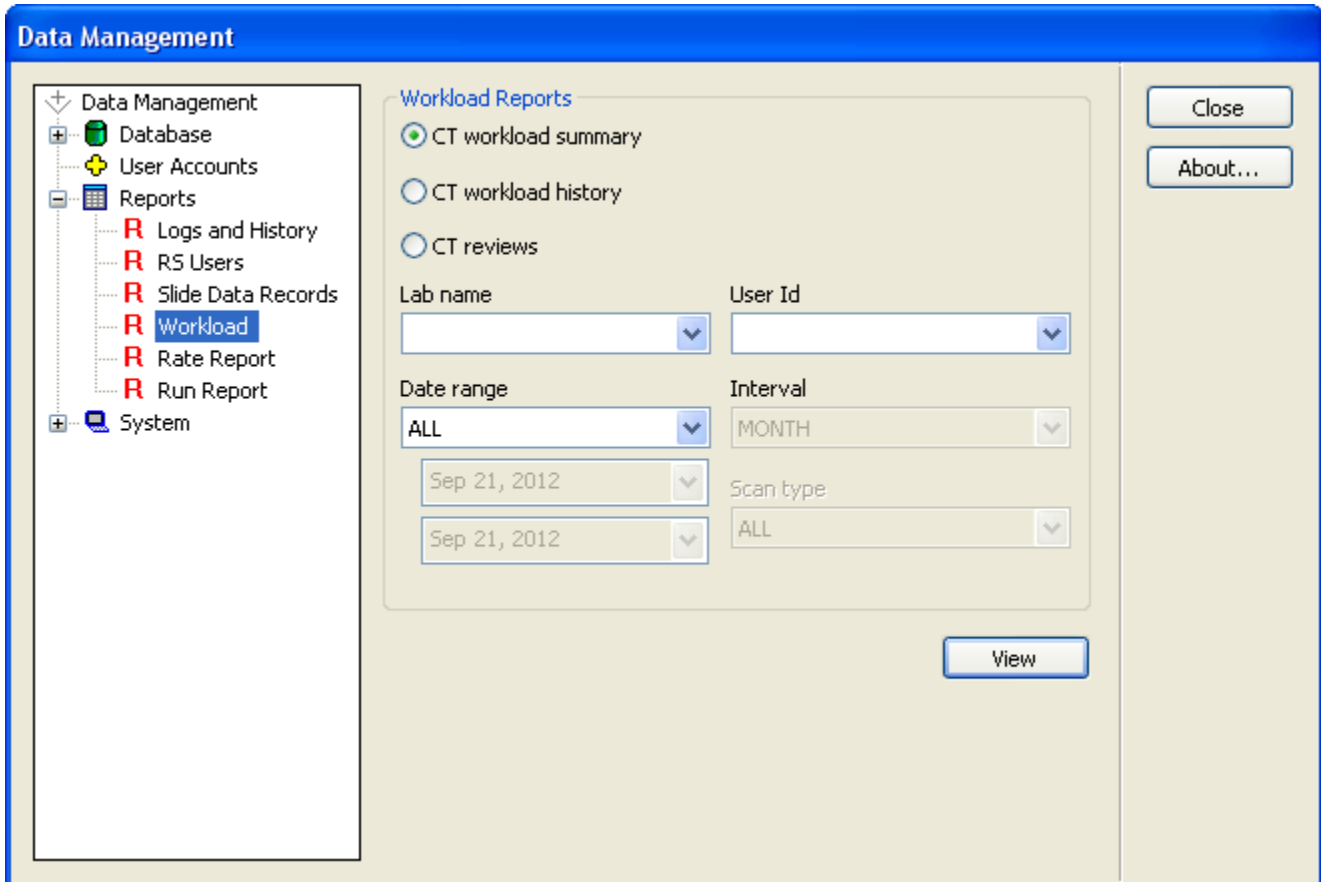 Data Management
Data Management
Database
User Accounts
Reports
R Logs and History
R RS Users
R Slide Data Records
R Workload
R Rate Report
R Run Report
System
Workload Reports
CT workload summary
CT workload history
CT reviews
Lab name
User Id
Date range
Interval
ALL
MONTH
Sep 21, 2012
Scan type
Sep 21, 2012
ALL
View
Close
About...